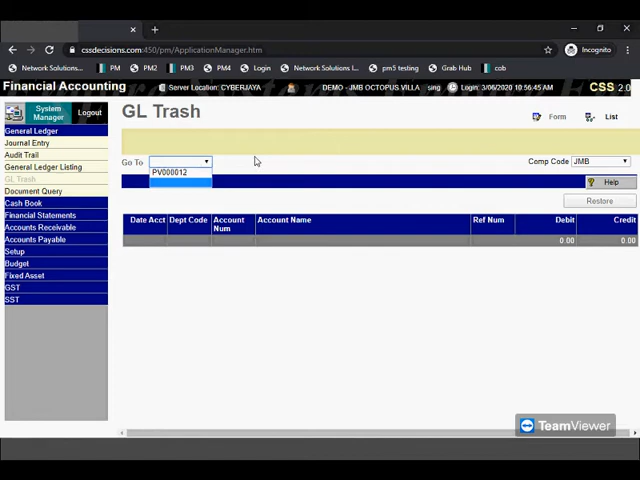 cssdecisions.com:450/pm/ApplicationManager.htm
Incognito
Network Solutions... PM PM2 PM3 PM4 Login Network Solutions l... pm5 testing Grab Hub cob
Financial Accounting
Server Location: CYBERJAYA
DEMO - JMB OCTOPUS VILLA
sing
Login: 3/06/2020 10:56:45 AM
CSS 2.0
System Manager
Logout
GL Trash
Form
List
General Ledger
Journal Entry
Audit Trail
General Ledger Listing
GL Trash
Document Query
Cash Book
Financial Statements
Accounts Receivable
Accounts Payable
Setup
Budget
Fixed Asset
GST
SST
Go To
PV000012
Comp Code JMB
Help
Restore
Date Acct Dept Code Account Num Account Name Ref Num Debit Credit
0.00 0.00
TeamViewer